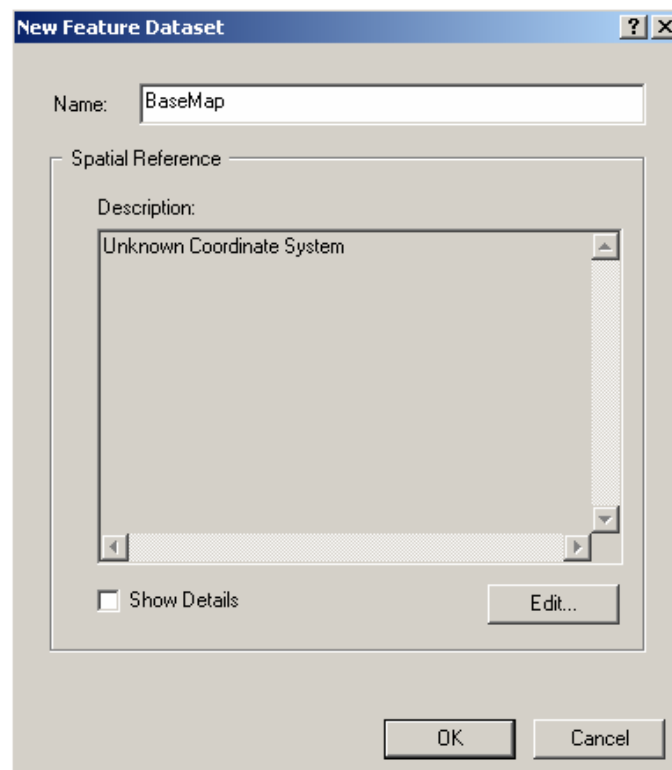 New Feature Dataset
Name: BaseMap
Spatial Reference
Description:
Unknown Coordinate System
Show Details Edit...
OK Cancel